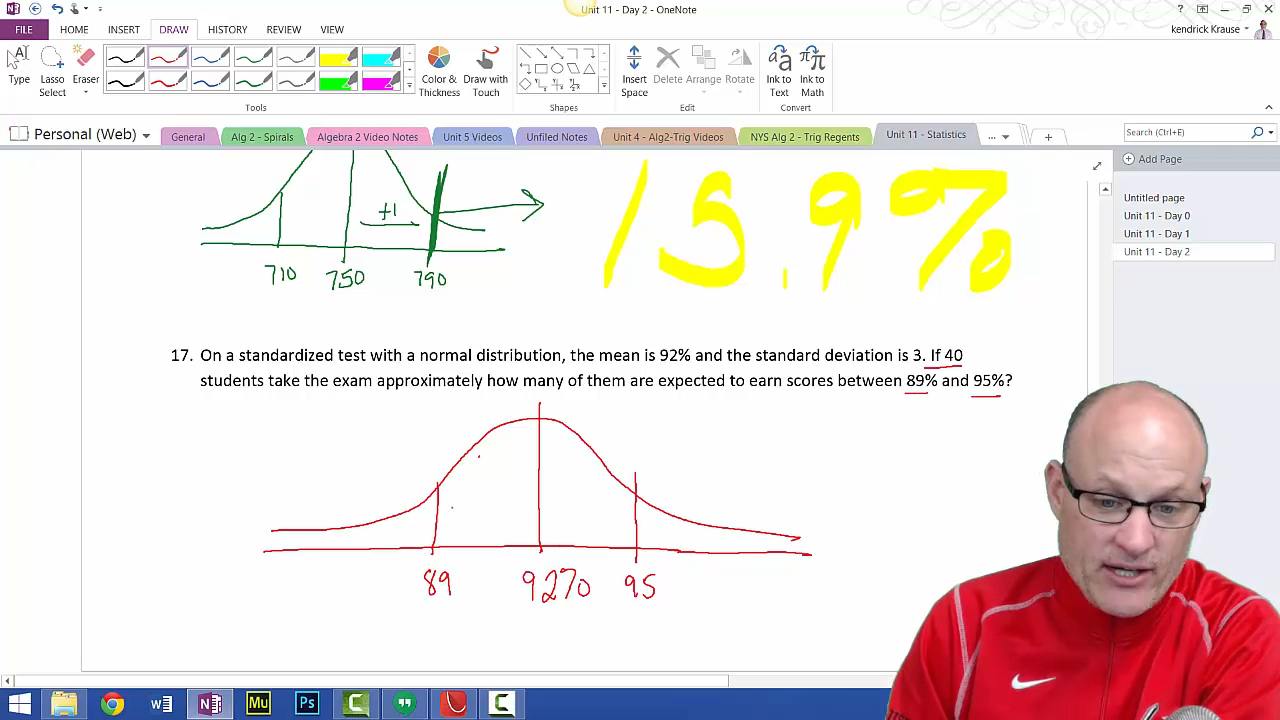 Unit 11 - Day 2 - OneNote
?
FILE HOME INSERT DRAW HISTORY REVIEW VIEW
kendrick Krause
Type
Lasso Select
Eraser
Color & Thickness
Draw with Touch
Insert Space
Delete
Arrange
Rotate
Ink to Text
Ink to Math
Tools
Shapes
Edit
Convert
Personal (Web)
General
Alg 2 - Spirals
Algebra 2 Video Notes
Unit 5 Videos
Unfiled Notes
Unit 4 - Alg2-Trig Videos
NYS Alg 2 - Trig Regents
Unit 11 - Statistics
...
Search (Ctrl+E)
Add Page
Untitled page
Unit 11 - Day 0
Unit 11 - Day 1
Unit 11 - Day 2
+1
710 750 790
15.9%
17. On a standardized test with a normal distribution, the mean is 92% and the standard deviation is 3. If 40
students take the exam approximately how many of them are expected to earn scores between 89% and 95%?
89 92% 95
W N Mu Ps C C